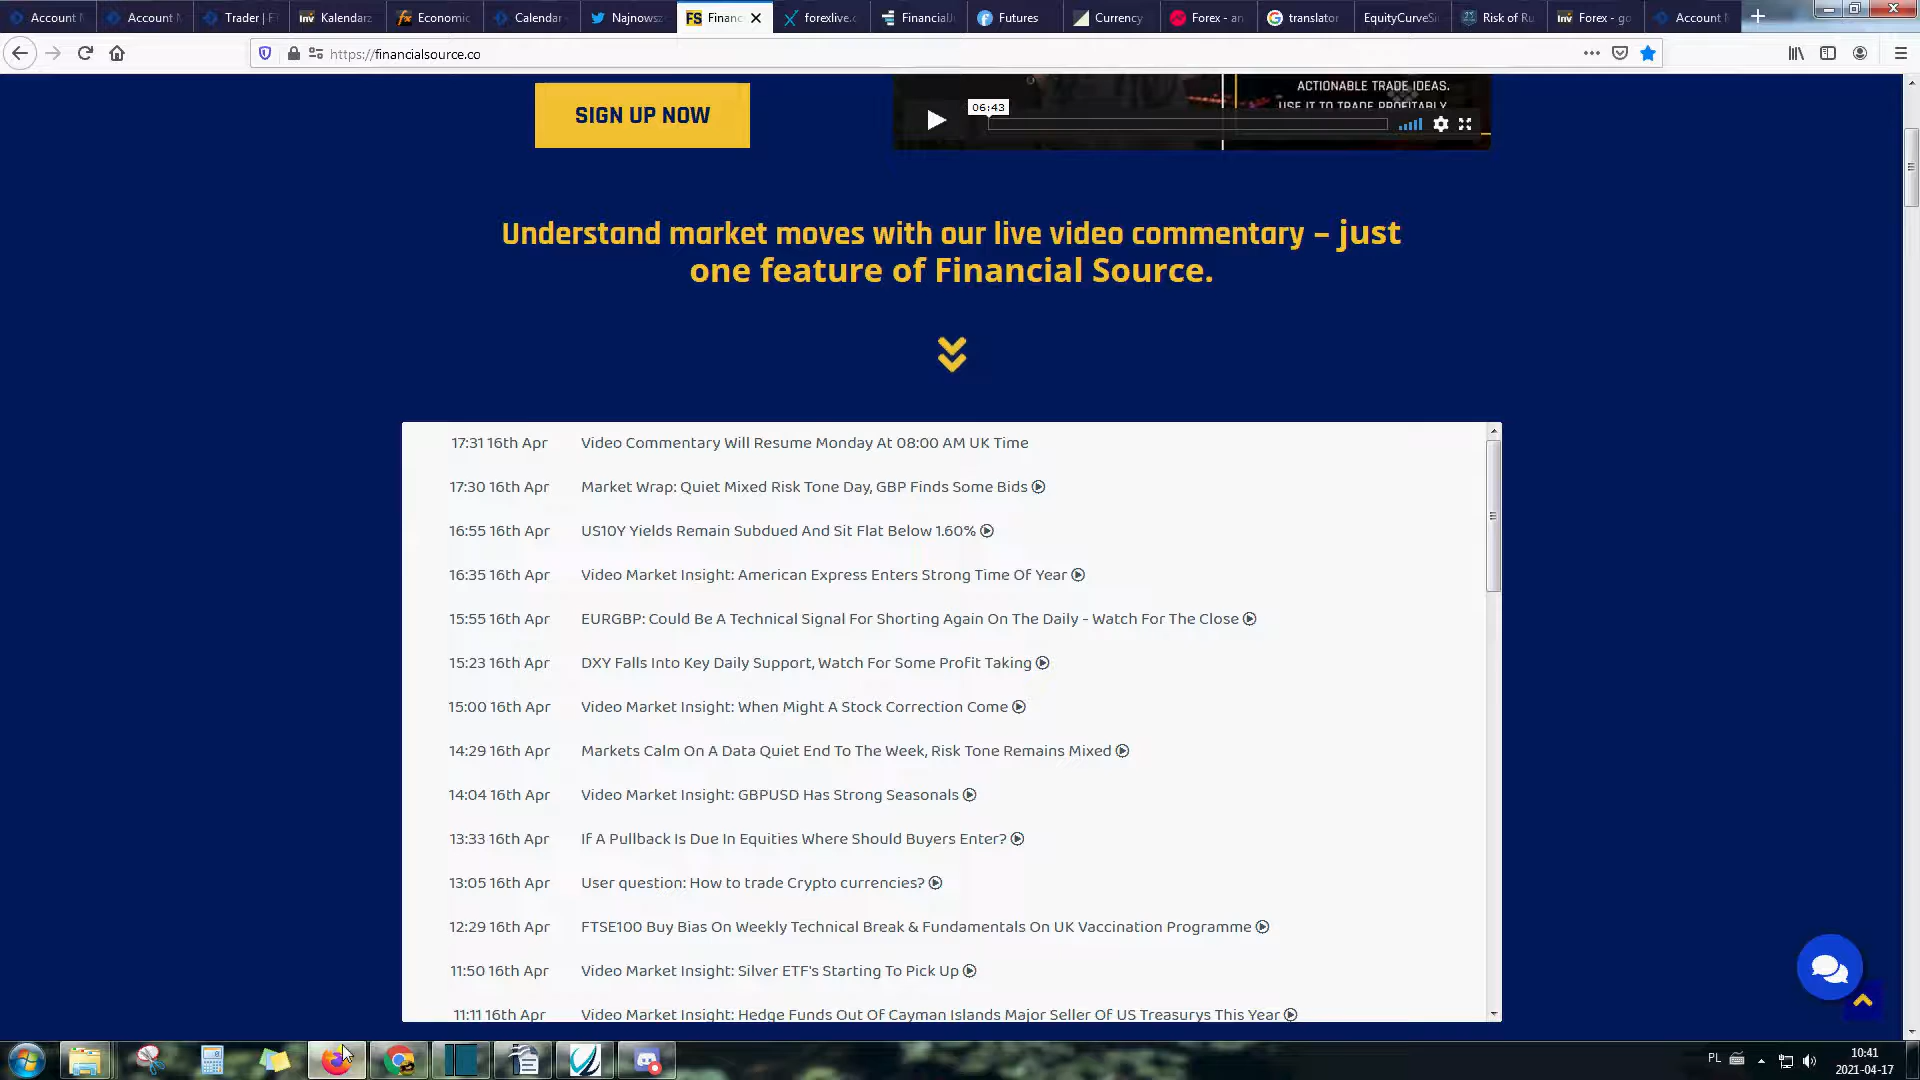 Account M
Account M
Trader | F
Kalendarz
Economic
Calendar
Najnowsz
Financ
forexlive.c
FinancialJ
Futures
Currency
Forex - an
translator
EquityCurveSi
Risk of Ru
Forex - go
Account M
https://financialsource.co
SIGN UP NOW
06:43
ACTIONABLE TRADE IDEAS.
USE IT TO TRADE PROFITABLY.
Understand market moves with our live video commentary – just
one feature of Financial Source.
17:31 16th Apr Video Commentary Will Resume Monday At 08:00 AM UK Time
17:30 16th Apr Market Wrap: Quiet Mixed Risk Tone Day, GBP Finds Some Bids
16:55 16th Apr US10Y Yields Remain Subdued And Sit Flat Below 1.60%
16:35 16th Apr Video Market Insight: American Express Enters Strong Time Of Year
15:55 16th Apr EURGBP: Could Be A Technical Signal For Shorting Again On The Daily - Watch For The Close
15:23 16th Apr DXY Falls Into Key Daily Support, Watch For Some Profit Taking
15:00 16th Apr Video Market Insight: When Might A Stock Correction Come
14:29 16th Apr Markets Calm On A Data Quiet End To The Week, Risk Tone Remains Mixed
14:04 16th Apr Video Market Insight: GBPUSD Has Strong Seasonals
13:33 16th Apr If A Pullback Is Due In Equities Where Should Buyers Enter?
13:05 16th Apr User question: How to trade Crypto currencies?
12:29 16th Apr FTSE100 Buy Bias On Weekly Technical Break & Fundamentals On UK Vaccination Programme
11:50 16th Apr Video Market Insight: Silver ETF's Starting To Pick Up
11:11 16th Apr Video Market Insight: Hedge Funds Out Of Cayman Islands Major Seller Of US Treasurys This Year
PL
10:41
2021-04-17